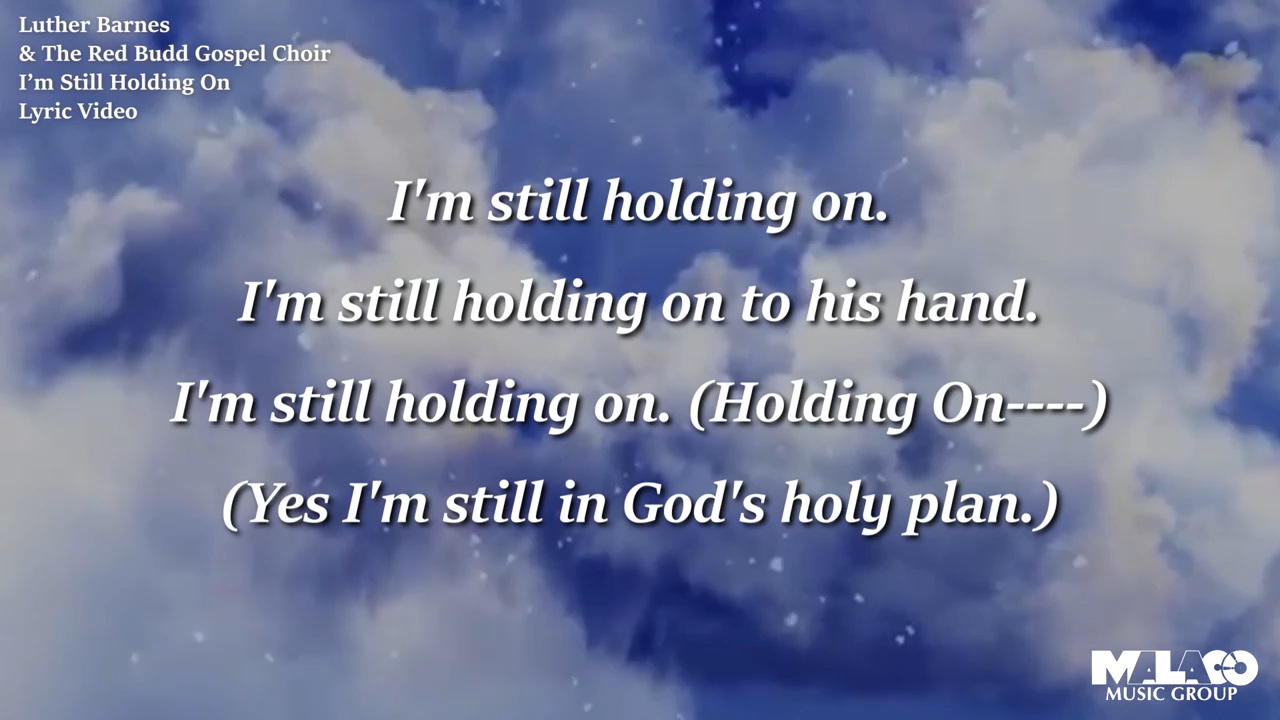 Luther Barnes
& The Red Budd Gospel Choir
I’m Still Holding On
Lyric Video
I'm still holding on.
I'm still holding on to his hand.
I'm still holding on. (Holding On----)
(Yes I'm still in God's holy plan.)
MALACO
MUSIC GROUP